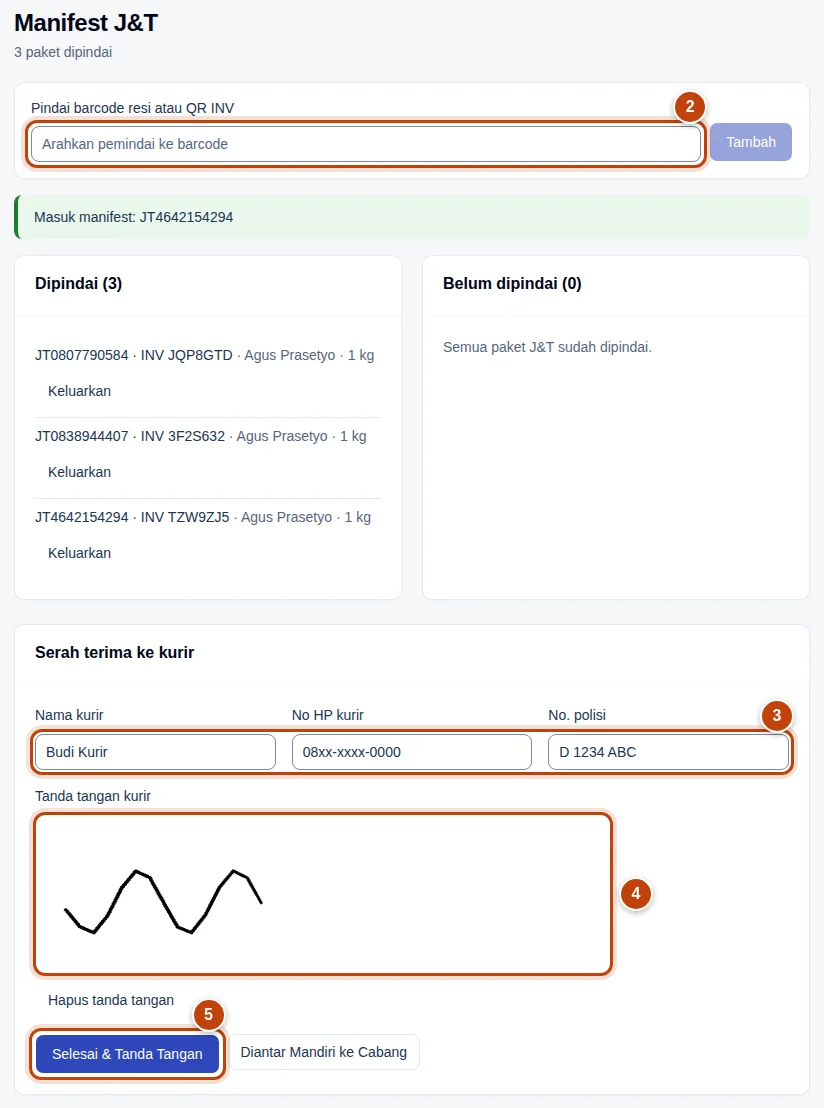 Manifest J&T
3 paket dipindai
Pindai barcode resi atau QR INV
2
Arahkan pemindai ke barcode
Tambah
Masuk manifest: JT4642154294
Dipindai (3)
JT0807790584 · INV JQP8GTD · Agus Prasetyo · 1 kg
Keluarkan
JT0838944407 · INV 3F2S632 · Agus Prasetyo · 1 kg
Keluarkan
JT4642154294 · INV TZW9ZJ5 · Agus Prasetyo · 1 kg
Keluarkan
Belum dipindai (0)
Semua paket J&T sudah dipindai.
Serah terima ke kurir
Nama kurir
No HP kurir
No. polisi
3
Budi Kurir
08xx-xxxx-0000
D 1234 ABC
Tanda tangan kurir
4
Hapus tanda tangan
5
Selesai & Tanda Tangan
Diantar Mandiri ke Cabang